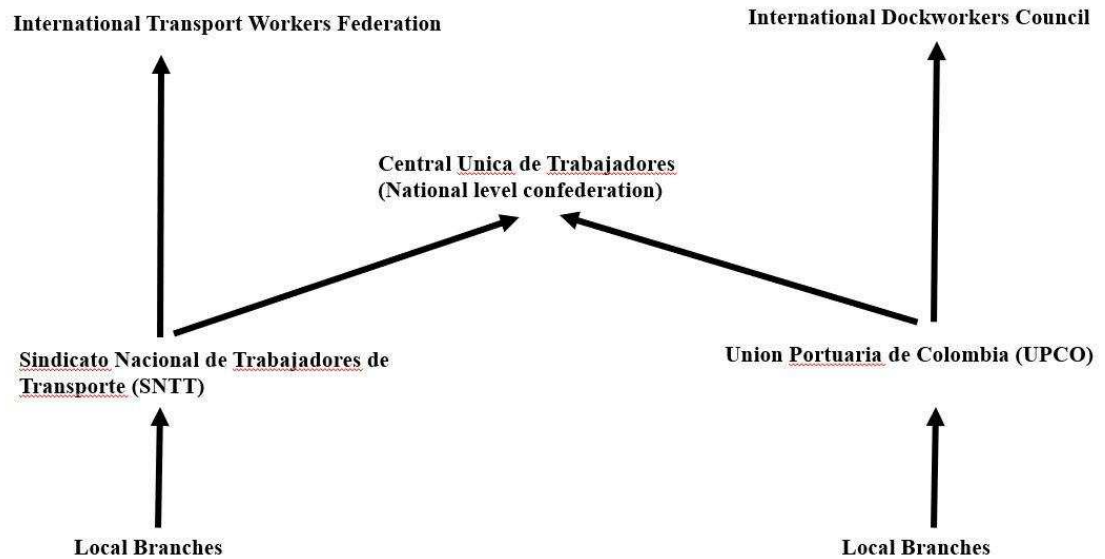 International Transport Workers Federation
International Dockworkers Council
Central Unica de Trabajadores
(National level confederation)
Sindicato Nacional de Trabajadores de
Transporte (SNTT)
Union Portuaria de Colombia (UPCO)
Local Branches
Local Branches